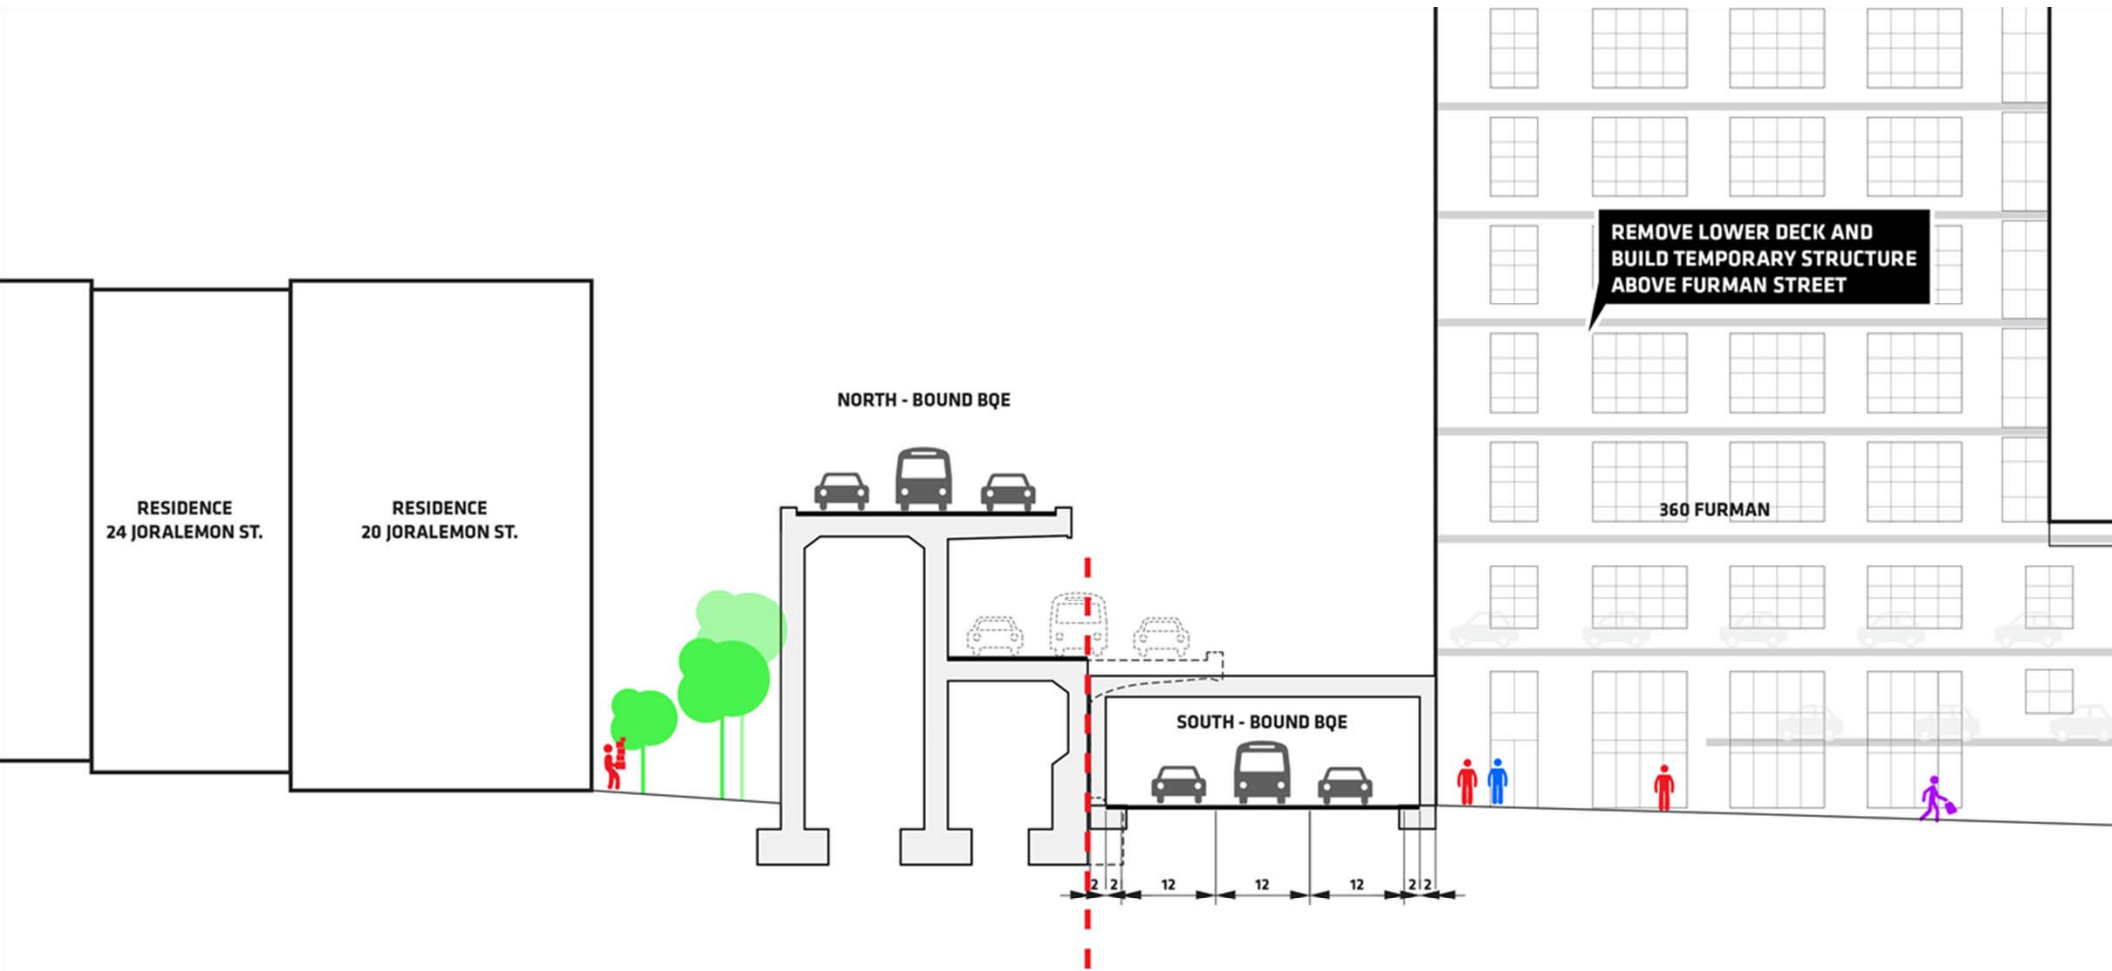 REMOVE LOWER DECK AND
BUILD TEMPORARY STRUCTURE
ABOVE FURMAN STREET
NORTH - BOUND BQE
RESIDENCE
24 JORALEMON ST.
RESIDENCE
20 JORALEMON ST.
360 FURMAN
SOUTH - BOUND BQE
2 2 12 12 12 2 2